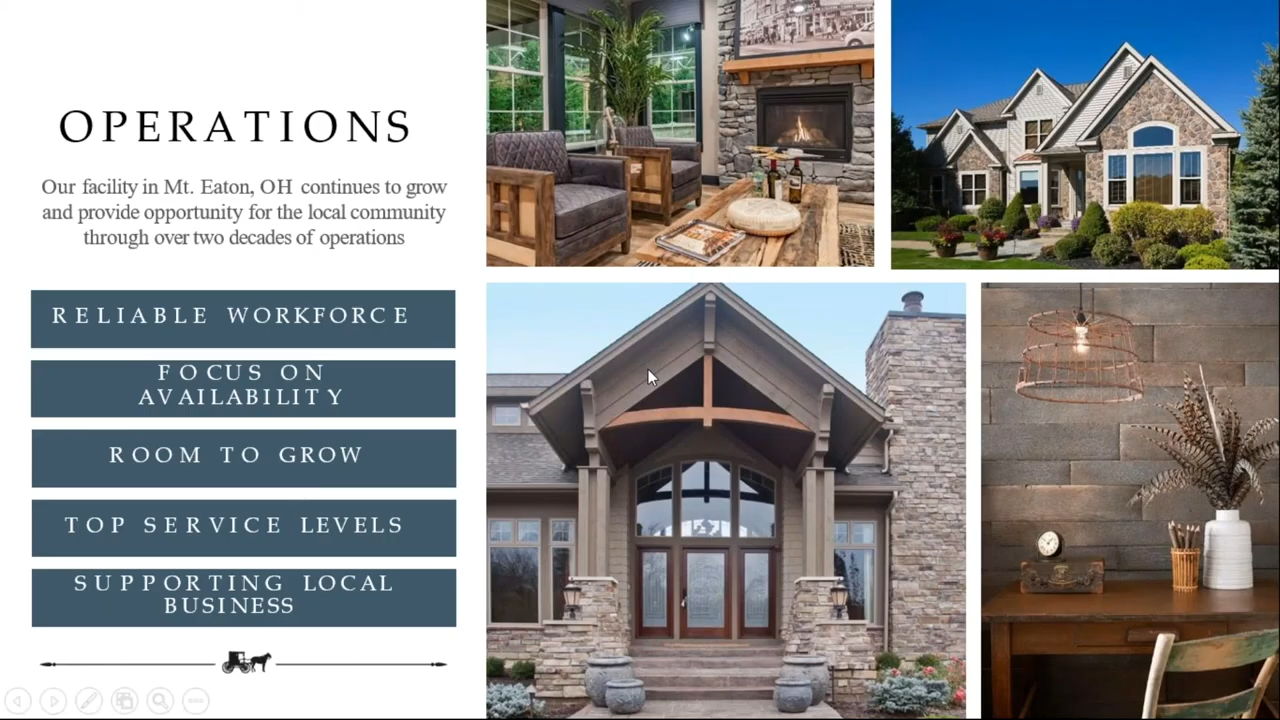 OPERATIONS
Our facility in Mt. Eaton, OH continues to grow
and provide opportunity for the local community
through over two decades of operations
RELIABLE WORKFORCE
FOCUS ON
AVAILABILITY
ROOM TO GROW
TOP SERVICE LEVELS
SUPPORTING LOCAL
BUSINESS